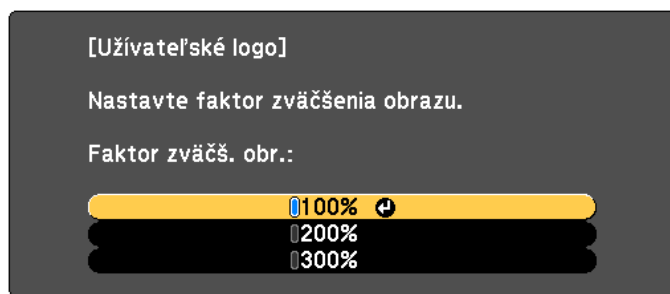 [Užívateľské logo]
Nastavte faktor zväčšenia obrazu.
Faktor zväčš. obr.:
100%
200%
300%